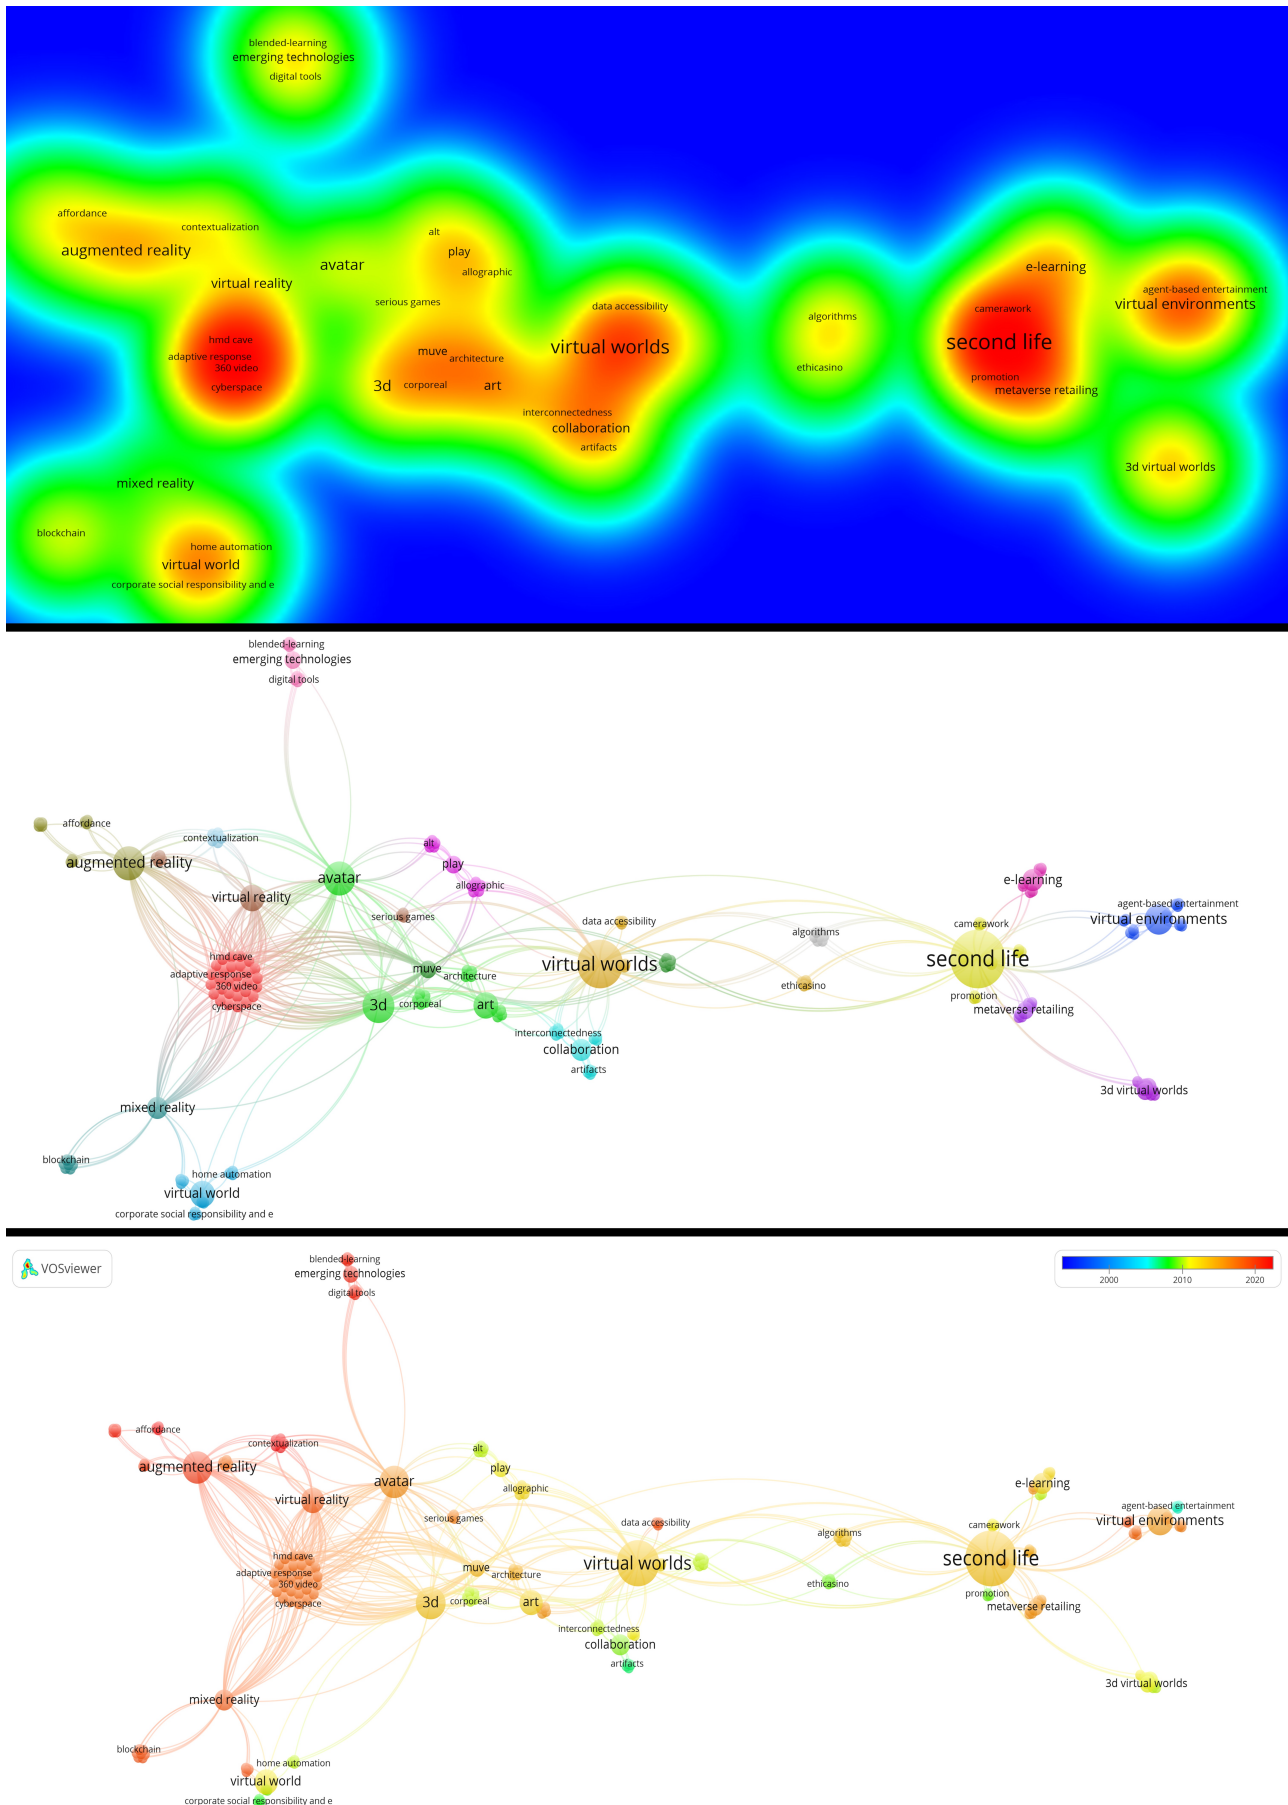 blended-learning
emerging technologies
digital tools
affordance
contextualization
alt
augmented reality
play
avatar
e-learning
allographic
virtual reality
agent-based entertainment
serious games
virtual environments
data accessibility
camerawork
algorithms
hmd cave
second life
virtual worlds
muve
adaptive response
architecture
360 video
ethicasino
promotion
cyberspace
3d
corporeal
art
metaverse retailing
interconnectedness
collaboration
artifacts
3d virtual worlds
mixed reality
blockchain
home automation
virtual world
corporate social responsibility and e
blended-learning
emerging technologies
digital tools
affordance
contextualization
alt
augmented reality
play
avatar
e-learning
allographic
virtual reality
agent-based entertainment
serious games
virtual environments
data accessibility
camerawork
algorithms
hmd cave
second life
virtual worlds
muve
adaptive response
architecture
360 video
ethicasino
promotion
cyberspace
3d
corporeal
art
metaverse retailing
interconnectedness
collaboration
artifacts
3d virtual worlds
mixed reality
blockchain
home automation
virtual world
corporate social responsibility and e
VOSviewer
2000
2010
2020
blended-learning
emerging technologies
digital tools
affordance
contextualization
alt
augmented reality
play
avatar
e-learning
allographic
virtual reality
agent-based entertainment
serious games
virtual environments
data accessibility
camerawork
algorithms
hmd cave
second life
virtual worlds
muve
adaptive response
architecture
360 video
ethicasino
promotion
cyberspace
3d
corporeal
art
metaverse retailing
interconnectedness
collaboration
artifacts
3d virtual worlds
mixed reality
blockchain
home automation
virtual world
corporate social responsibility and e